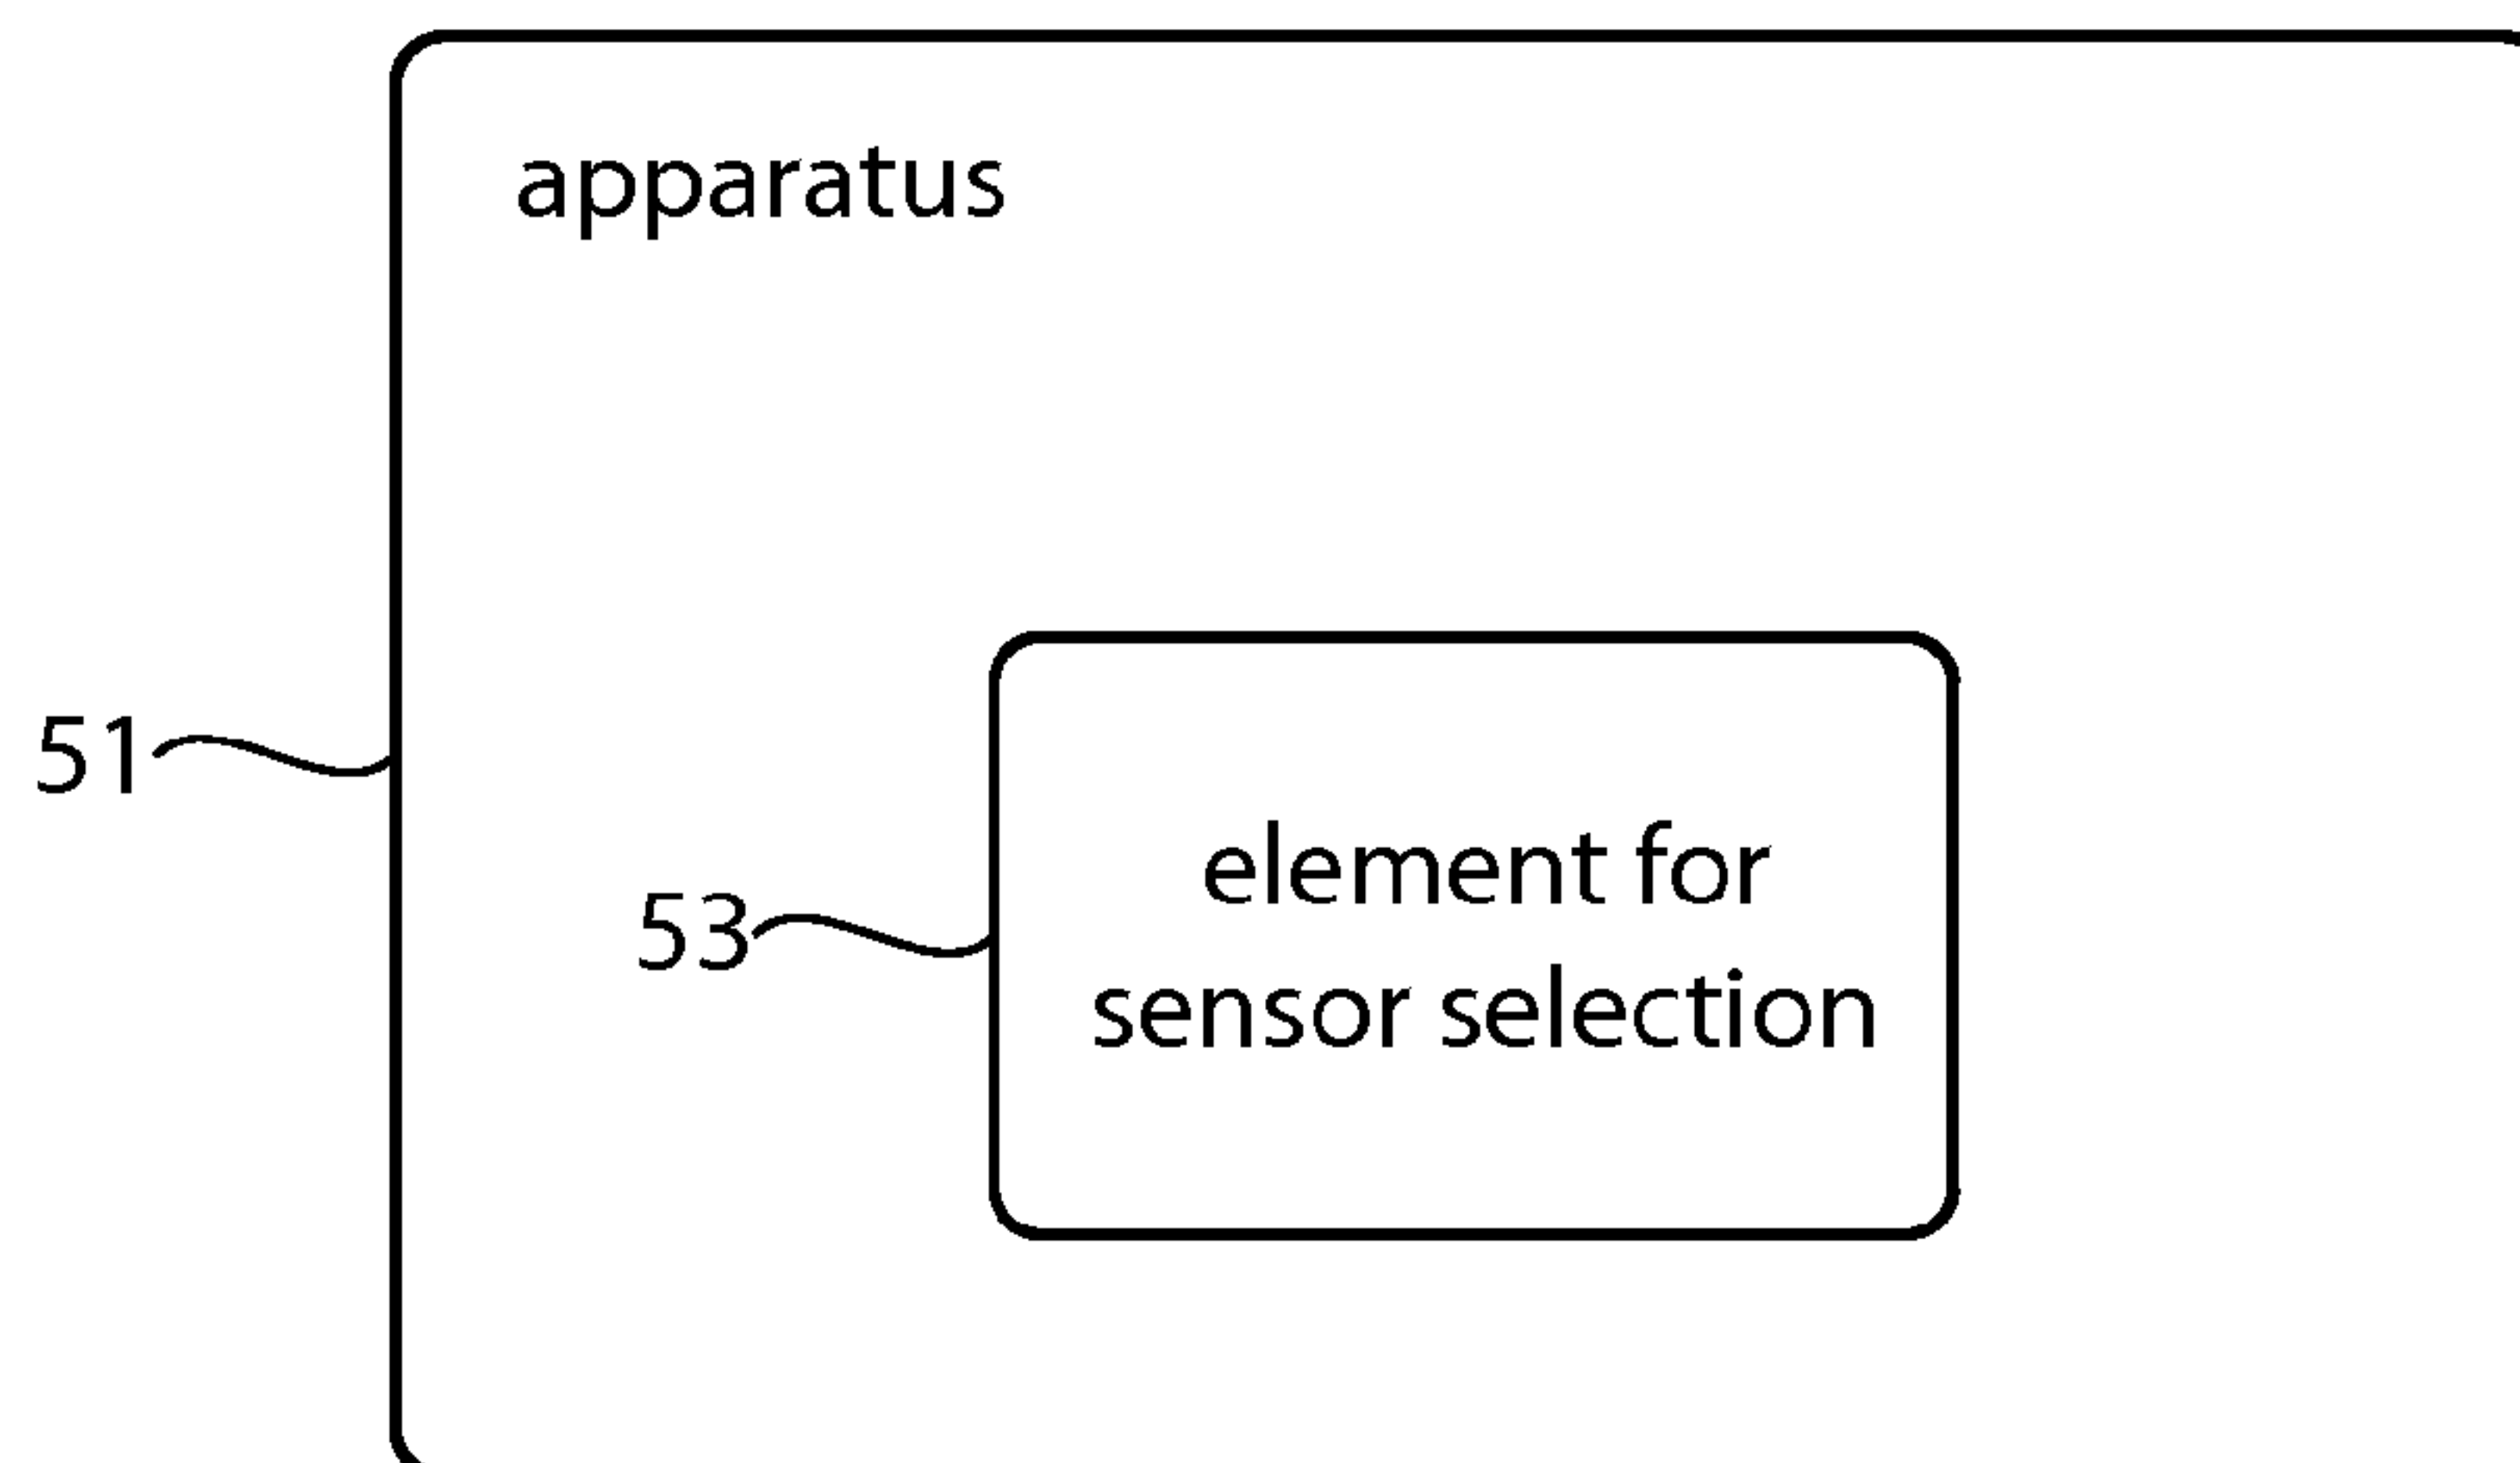 apparatus
51
element for
53
sensor selection